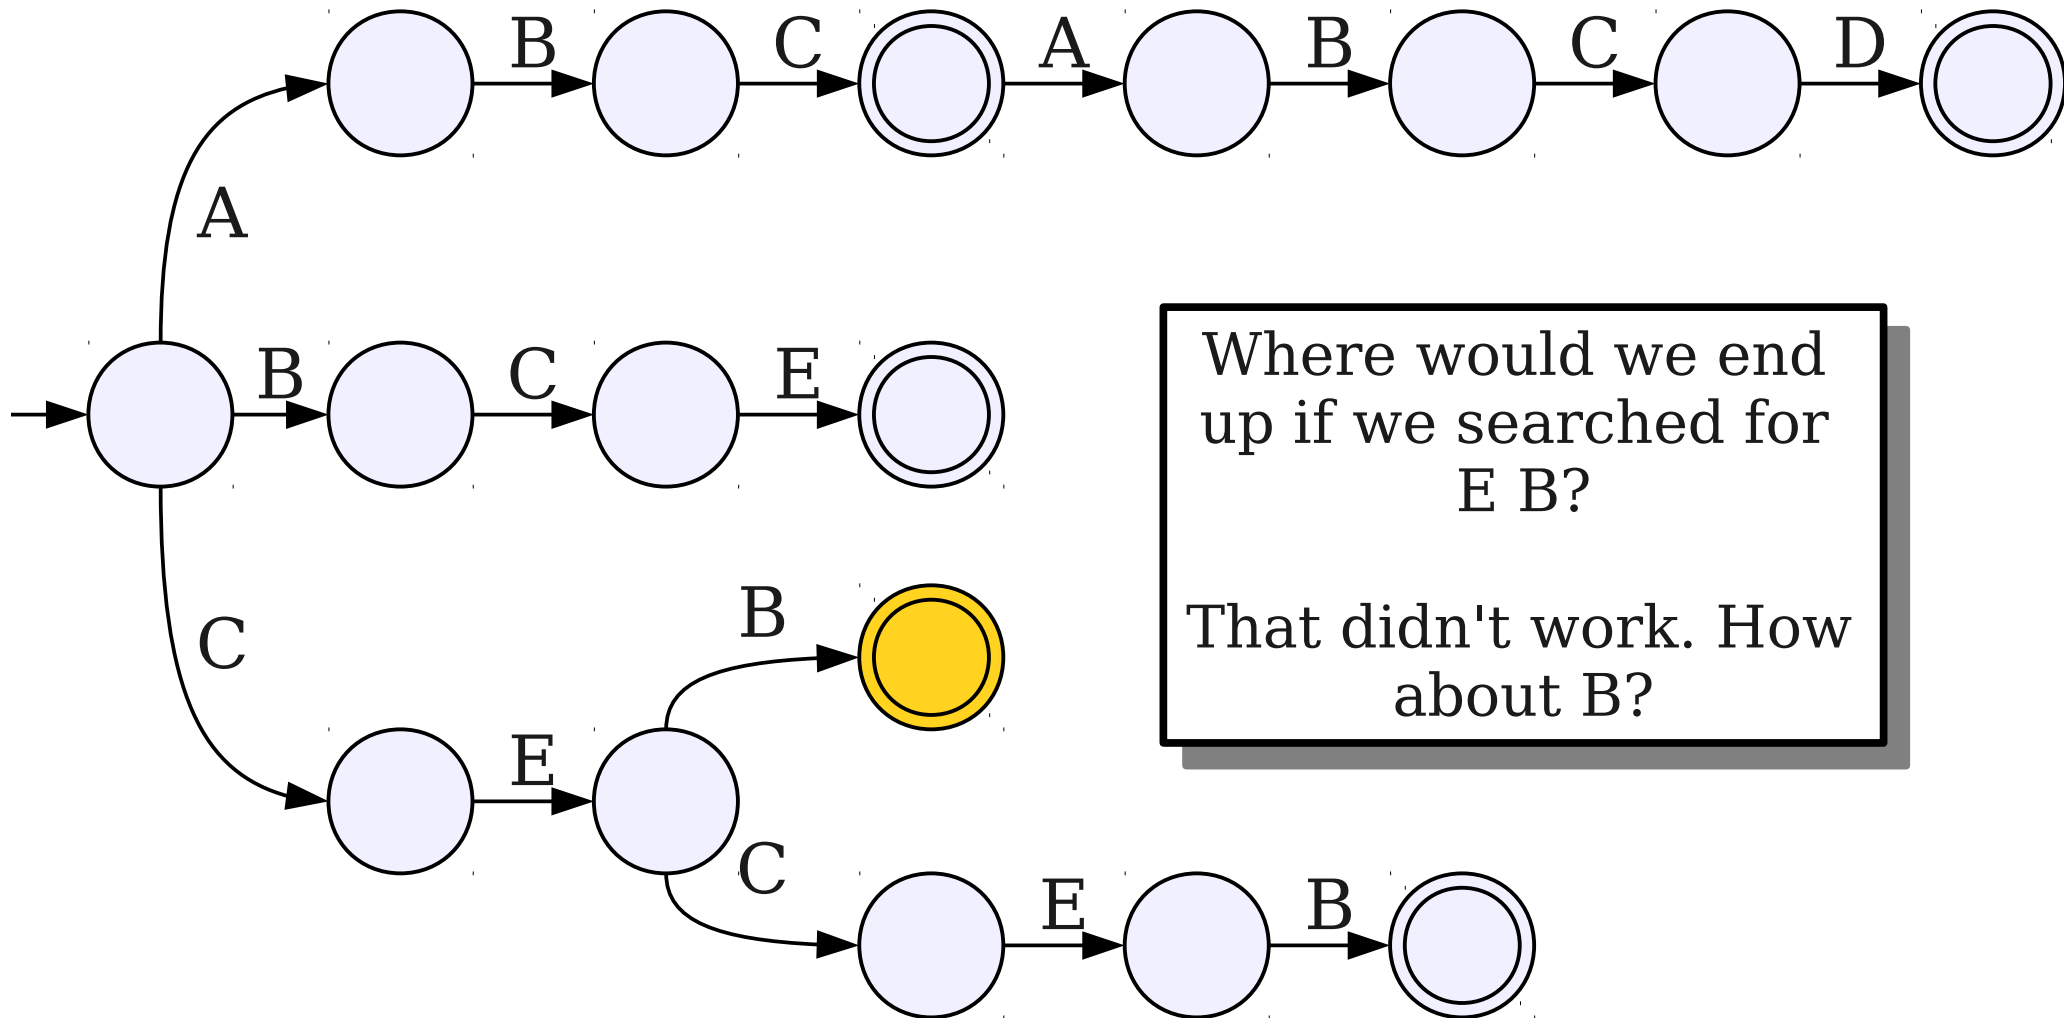 B C A B C D
A
B C E
Where would we end
up if we searched for
E B?
That didn't work. How
about B?
B
C
E
C
E B